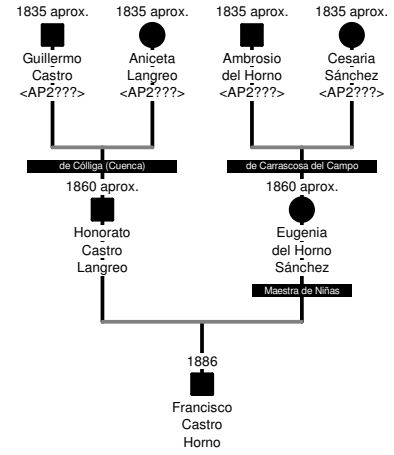 1835 aprox. 1835 aprox. 1835 aprox. 1835 aprox.
Guillermo Aniceta Ambrosio Cesaria
Castro Langreo del Horno Sánchez
<AP2???> <AP2???> <AP2???> <AP2???>
de Cólliga (Cuenca) de Carrascosa del Campo
1860 aprox. 1860 aprox.
Honorato Eugenia
Castro del Horno
Langreo Sánchez
Maestra de Niñas
1886
Francisco
Castro
Horno